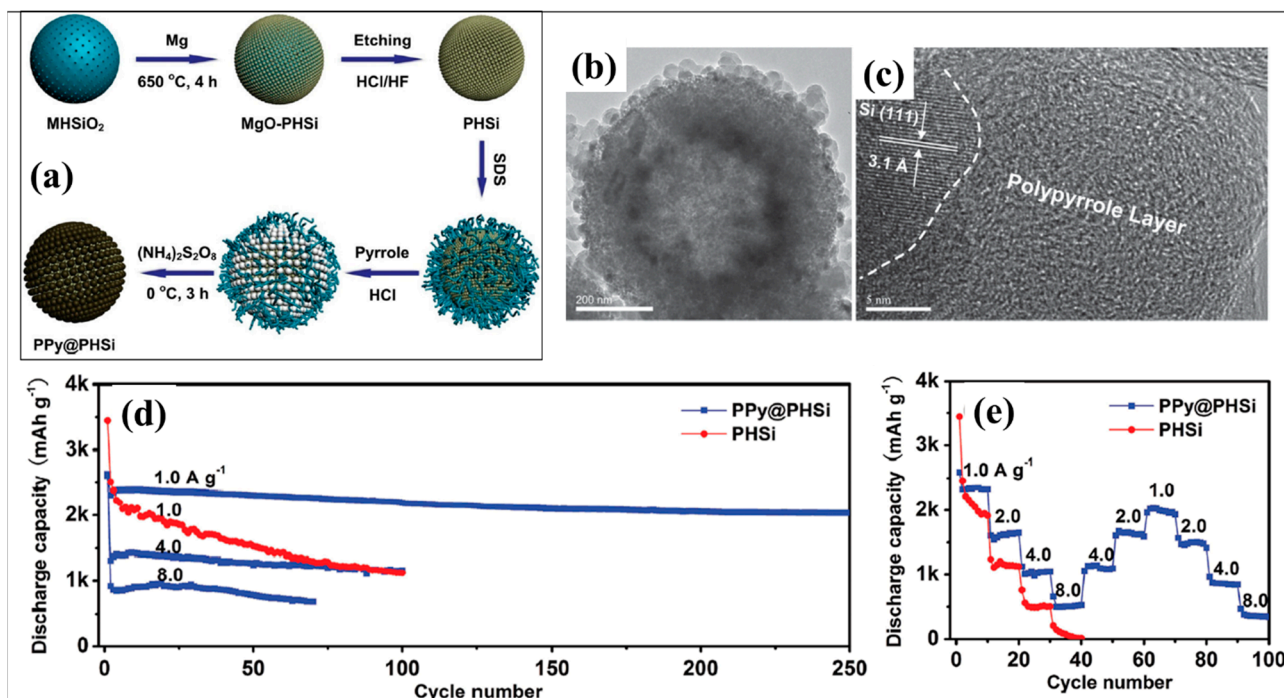 (a)
MHSiO₂
Mg
650 °C, 4 h
MgO-PHSi
Etching
HCl/HF
PHSi
SDS
Pyrrole
HCl
(NH₄)₂S₂O₈
0 °C, 3 h
PPy@PHSi
(b)
200 nm
(c)
Si (111)
3.1 A
Polypyrrole Layer
5 nm
(d)
PPy@PHSi
PHSi
1.0 A g⁻¹
1.0
4.0
8.0
Discharge capacity (mAh g⁻¹)
4k
3k
2k
1k
0
0 50 100 150 200 250
Cycle number
(e)
PPy@PHSi
PHSi
1.0 A g⁻¹
2.0
4.0
8.0
4.0
2.0
1.0
2.0
4.0
8.0
Discharge capacity (mAh g⁻¹)
4k
3k
2k
1k
0
0 20 40 60 80 100
Cycle number